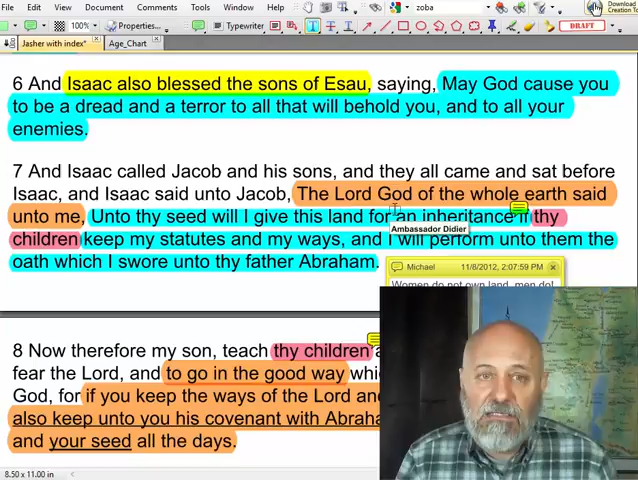 File Edit View Document Comments Tools Window Help zoba Download
Creation To
100% Properties... Typewriter DRAFT
Jasher with index* Age_Chart
6 And Isaac also blessed the sons of Esau, saying, May God cause you
to be a dread and a terror to all that will behold you, and to all your
enemies.
7 And Isaac called Jacob and his sons, and they all came and sat before
Isaac, and Isaac said unto Jacob, The Lord God of the whole earth said
unto me, Unto thy seed will I give this land for an inheritance if thy
Ambassador Didier
children keep my statutes and my ways, and I will perform unto them the
oath which I swore unto thy father Abraham.
Michael 11/8/2012, 2:07:59 PM
Women do not own land, men do!
8 Now therefore my son, teach thy children
fear the Lord, and to go in the good way
God, for if you keep the ways of the Lord
also keep unto you his covenant with
and your seed all the days.
8.50 x 11.00 in